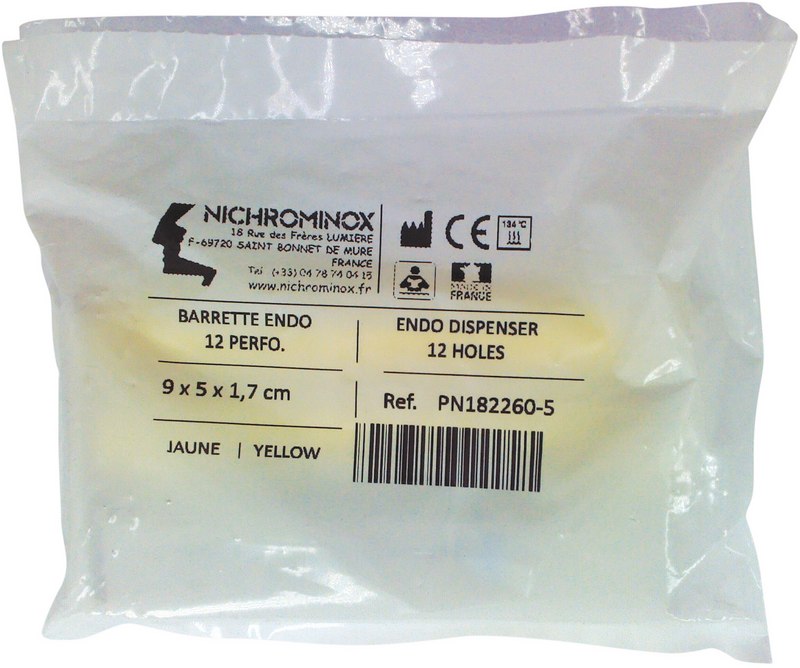 NICHROMINOX
18 Rue des Frères LUMIERE
F-69720 SAINT BONNET DE MURE
FRANCE
Tél (+33) 04 78 74 04 15
www.nichrominox.fr
CE
134 °C
MADE IN
FRANCE
BARRETTE ENDO
12 PERFO.
ENDO DISPENSER
12 HOLES
9 x 5 x 1,7 cm
Ref. PN182260-5
JAUNE | YELLOW